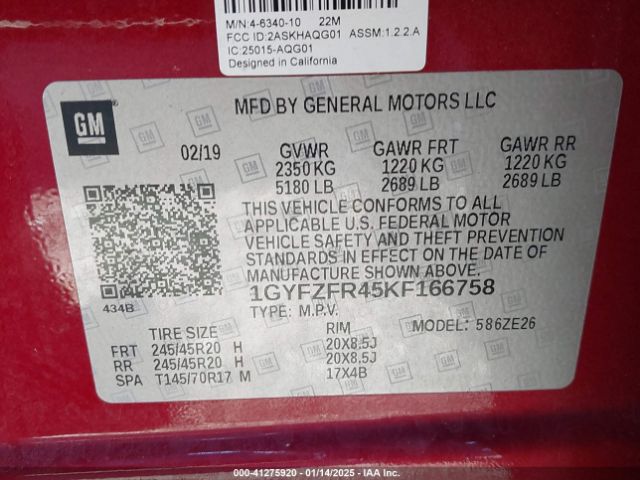 M/N:4-6340-10 22M
FCC ID:2ASKHAQG01 ASSM:1.2.2.A
IC:25015-AQG01
Designed in California
GM
MFD BY GENERAL MOTORS LLC
02/19 GVWR GAWR FRT GAWR RR
2350 KG 1220 KG 1220 KG
5180 LB 2689 LB 2689 LB
THIS VEHICLE CONFORMS TO ALL
APPLICABLE U.S. FEDERAL MOTOR
VEHICLE SAFETY AND THEFT PREVENTION
STANDARDS IN EFFECT ON THE DATE OF
MANUFACTURE SHOWN ABOVE.
434B
1GYFZFR45KF166758
TYPE: M.P.V. MODEL: 586ZE26
TIRE SIZE RIM
FRT 245/45R20 H 20X8.5J
RR 245/45R20 H 20X8.5J
SPA T145/70R17 M 17X4B
000-41275920 - 01/14/2025 - IAA Inc.